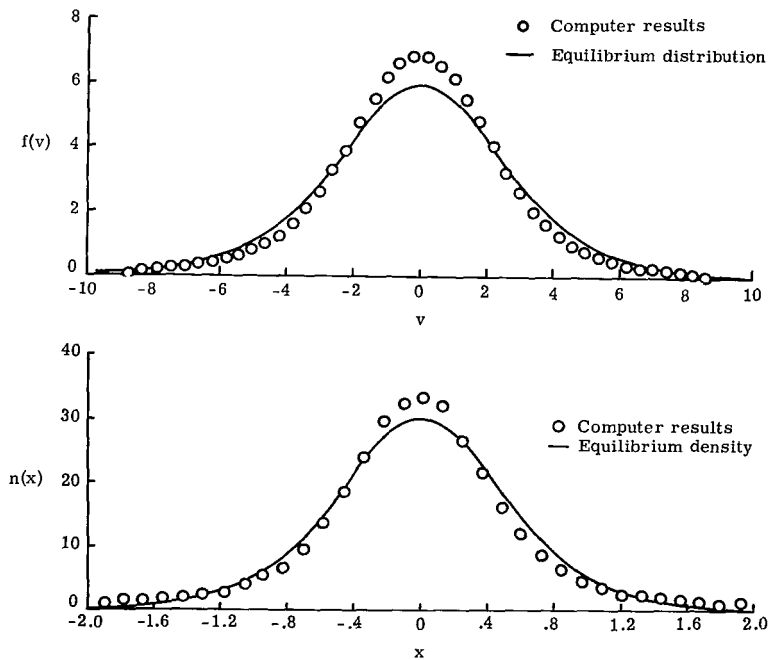 8
Computer results
Equilibrium distribution
6
f(v)
4
2
0
-10 -8 -6 -4 -2 0 2 4 6 8 10
v
40
30
Computer results
Equilibrium density
n(x)
20
10
0
-2.0 -1.6 -1.2 -.8 -.4 0 .4 .8 1.2 1.6 2.0
x